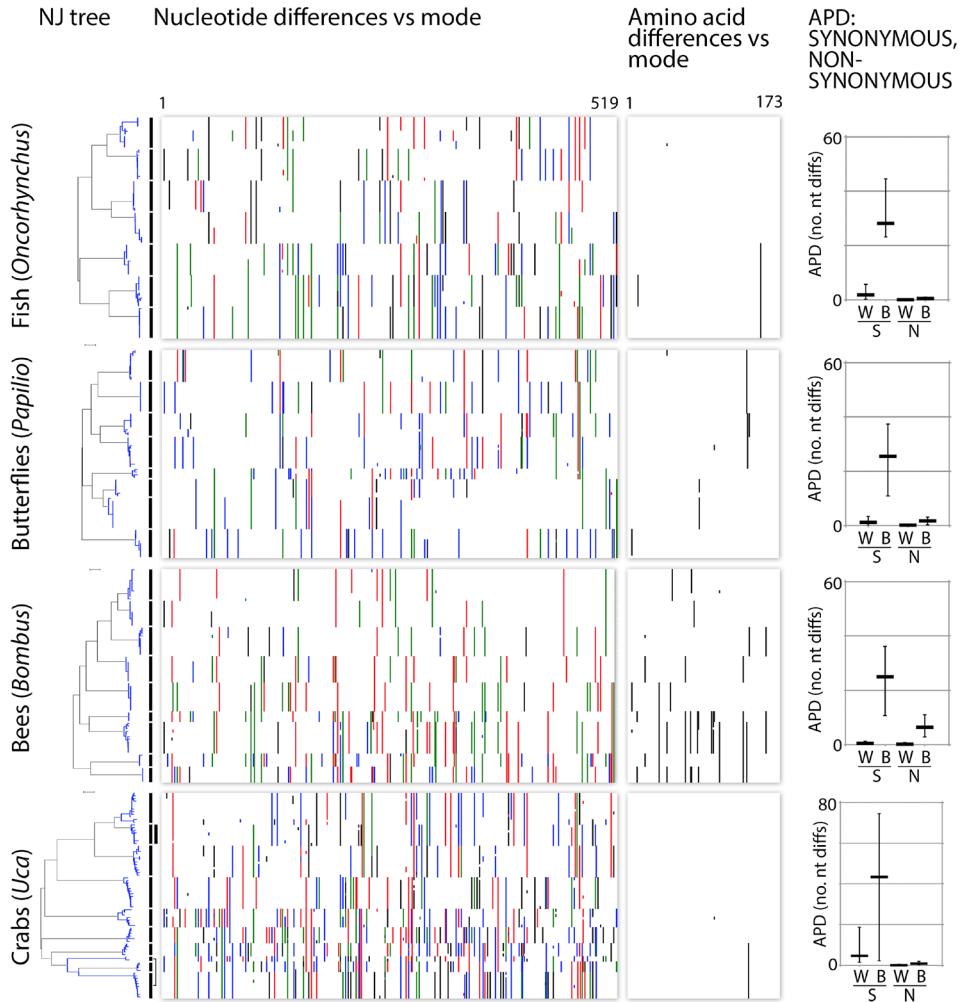 NJ tree
Nucleotide differences vs mode
Amino acid
differences vs
mode
APD:
SYNONYMOUS,
NON-
SYNONYMOUS
1
519
1
173
Fish (Oncorhynchus)
60
APD (no. nt diffs)
0
W B W B
S N
Butterflies (Papilio)
60
APD (no. nt diffs)
0
W B W B
S N
Bees (Bombus)
60
APD (no. nt diffs)
0
W B W B
S N
Crabs (Uca)
80
APD (no. nt diffs)
0
W B W B
S N